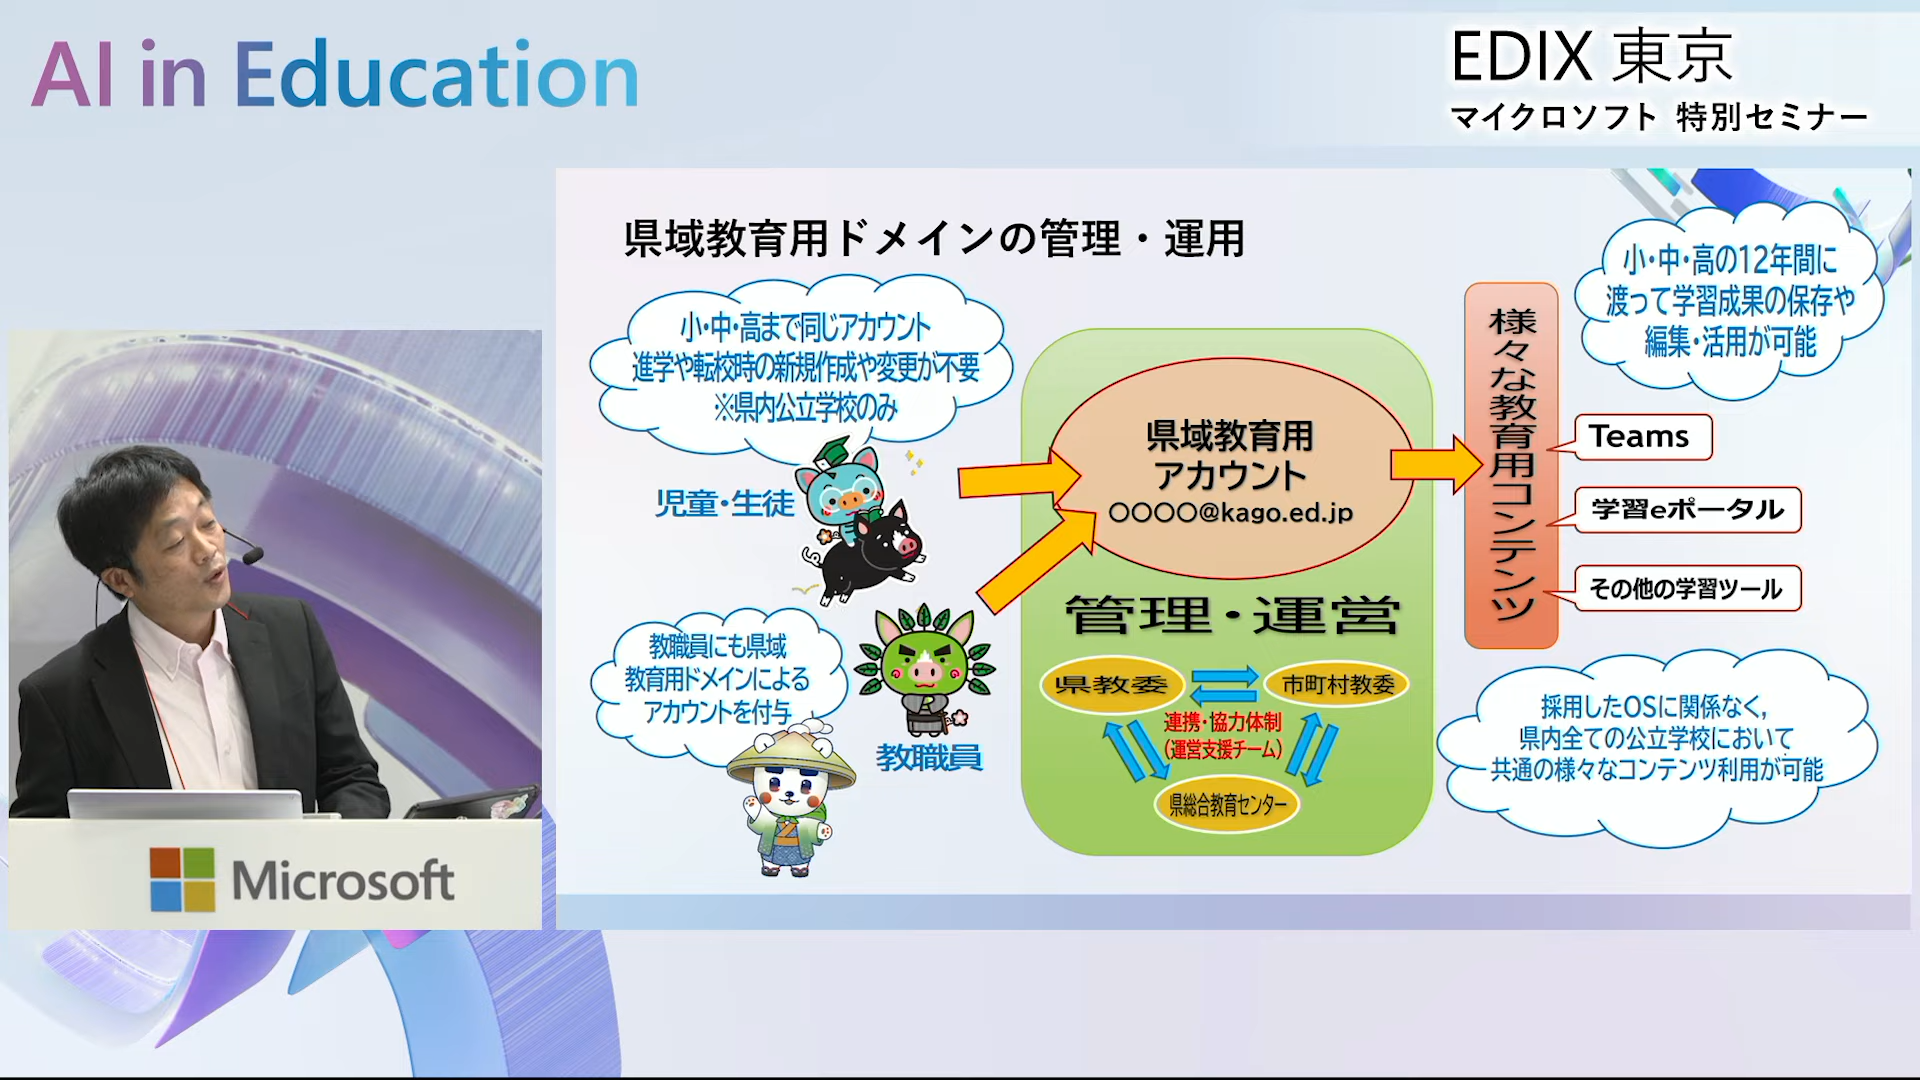 AI in Education
EDIX 東京
マイクロソフト 特別セミナー
県域教育用ドメインの管理・運用
小・中・高まで同じアカウント
進学や転校時の新規作成や変更が不要
※県内公立学校のみ
児童・生徒
教職員にも県域
教育用ドメインによる
アカウントを付与
教職員
県域教育用
アカウント
〇〇〇〇@kago.ed.jp
管理・運営
県教委
市町村教委
連携・協力体制
(運営支援チーム)
県総合教育センター
様々な教育用コンテンツ
小・中・高の12年間に
渡って学習成果の保存や
編集・活用が可能
Teams
学習eポータル
その他の学習ツール
採用したOSに関係なく,
県内全ての公立学校において
共通の様々なコンテンツ利用が可能
Microsoft